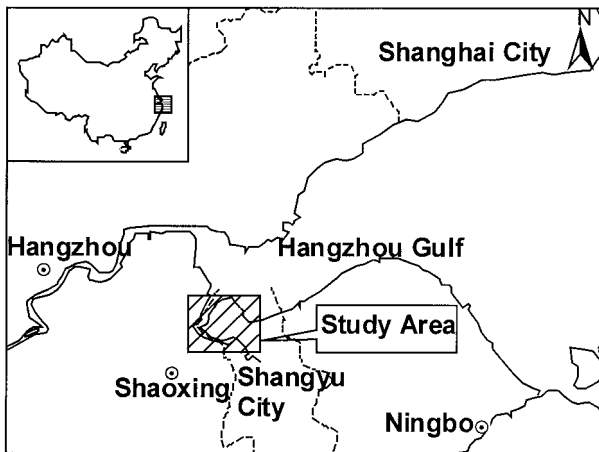 N
Shanghai City
Hangzhou
Hangzhou Gulf
Study Area
Shaoxing
Shangyu
City
Ningbo